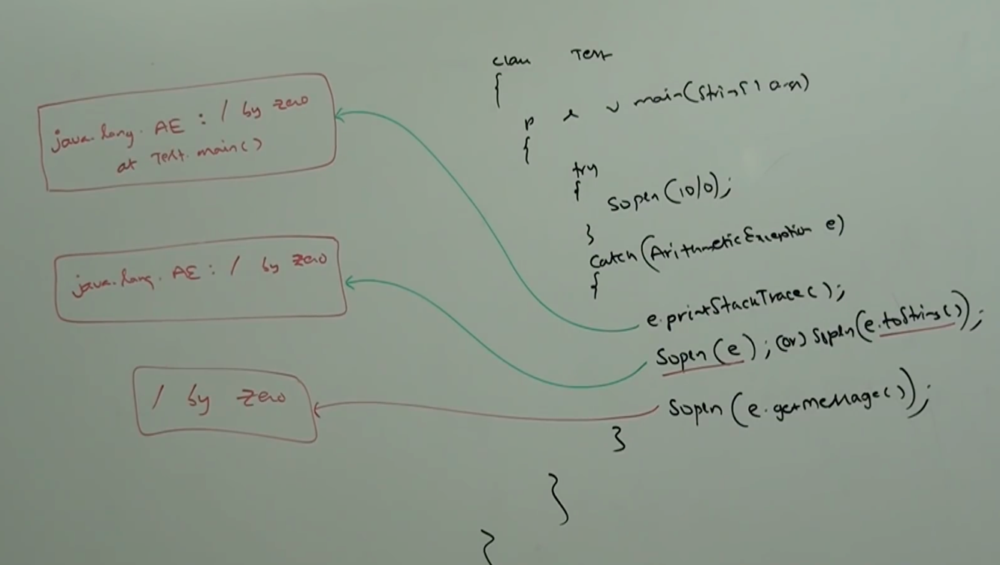 class Test
{
p s v main(String[] args)
{
try
{
Sopln(10/0);
}
catch(ArithmeticException e)
{
e.printStackTrace();
Sopln(e); (or) Sopln(e.toString());
Sopln(e.getMessage());
}
}
}
java.lang.AE : / by zero
at Test.main()
java.lang.AE : / by zero
/ by zero